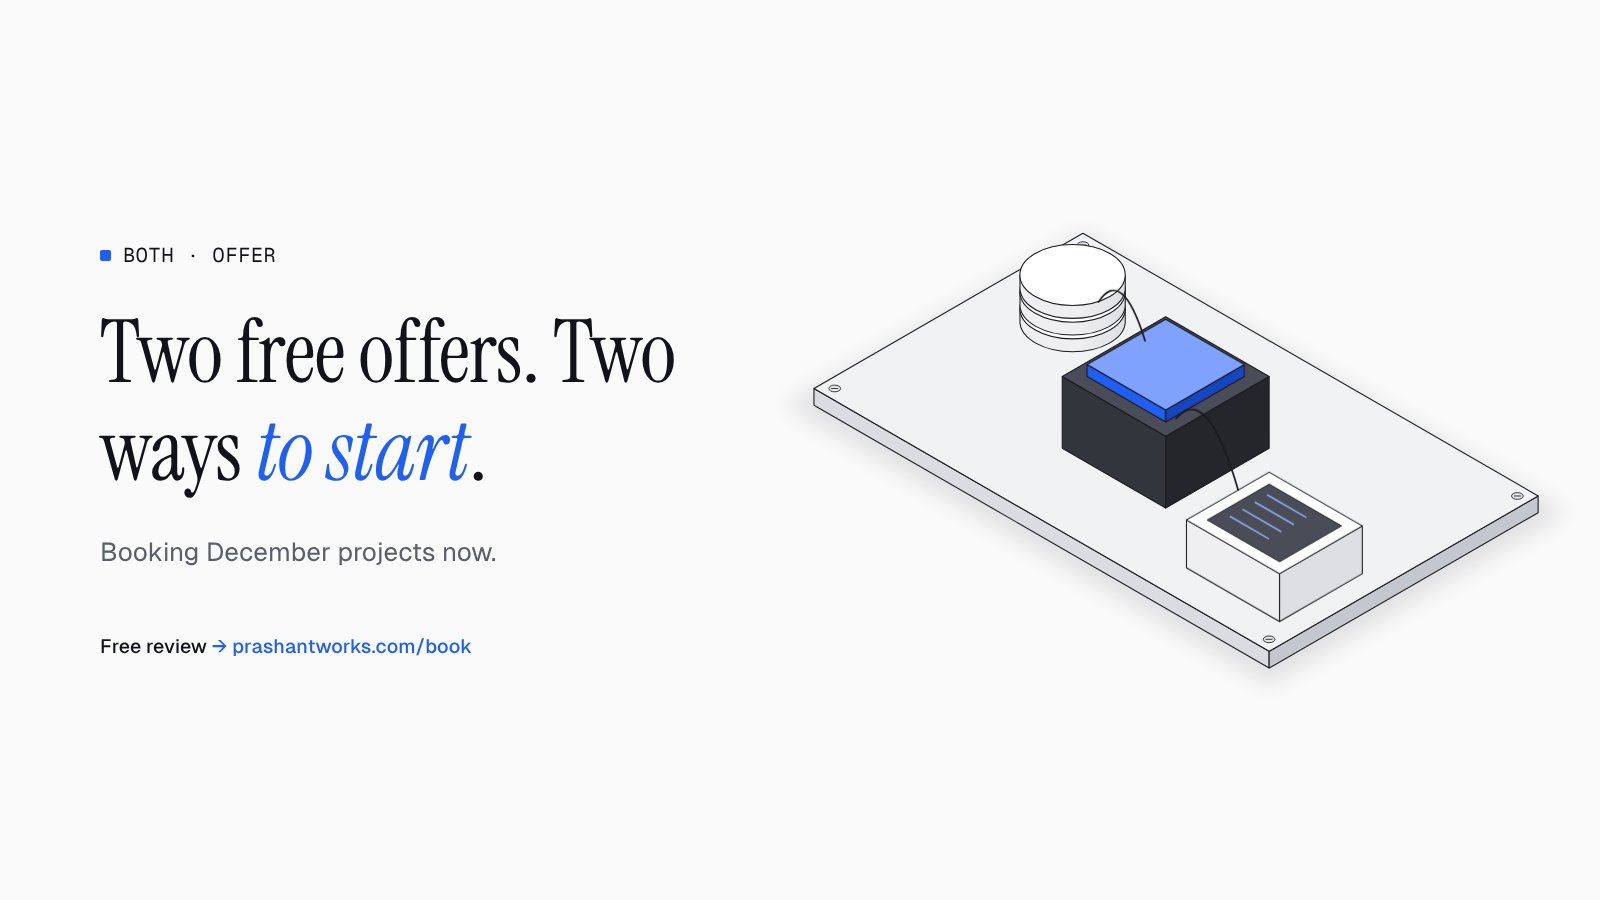 BOTH · OFFER
Two free offers. Two
ways to start.
Booking December projects now.
Free review → prashantworks.com/book